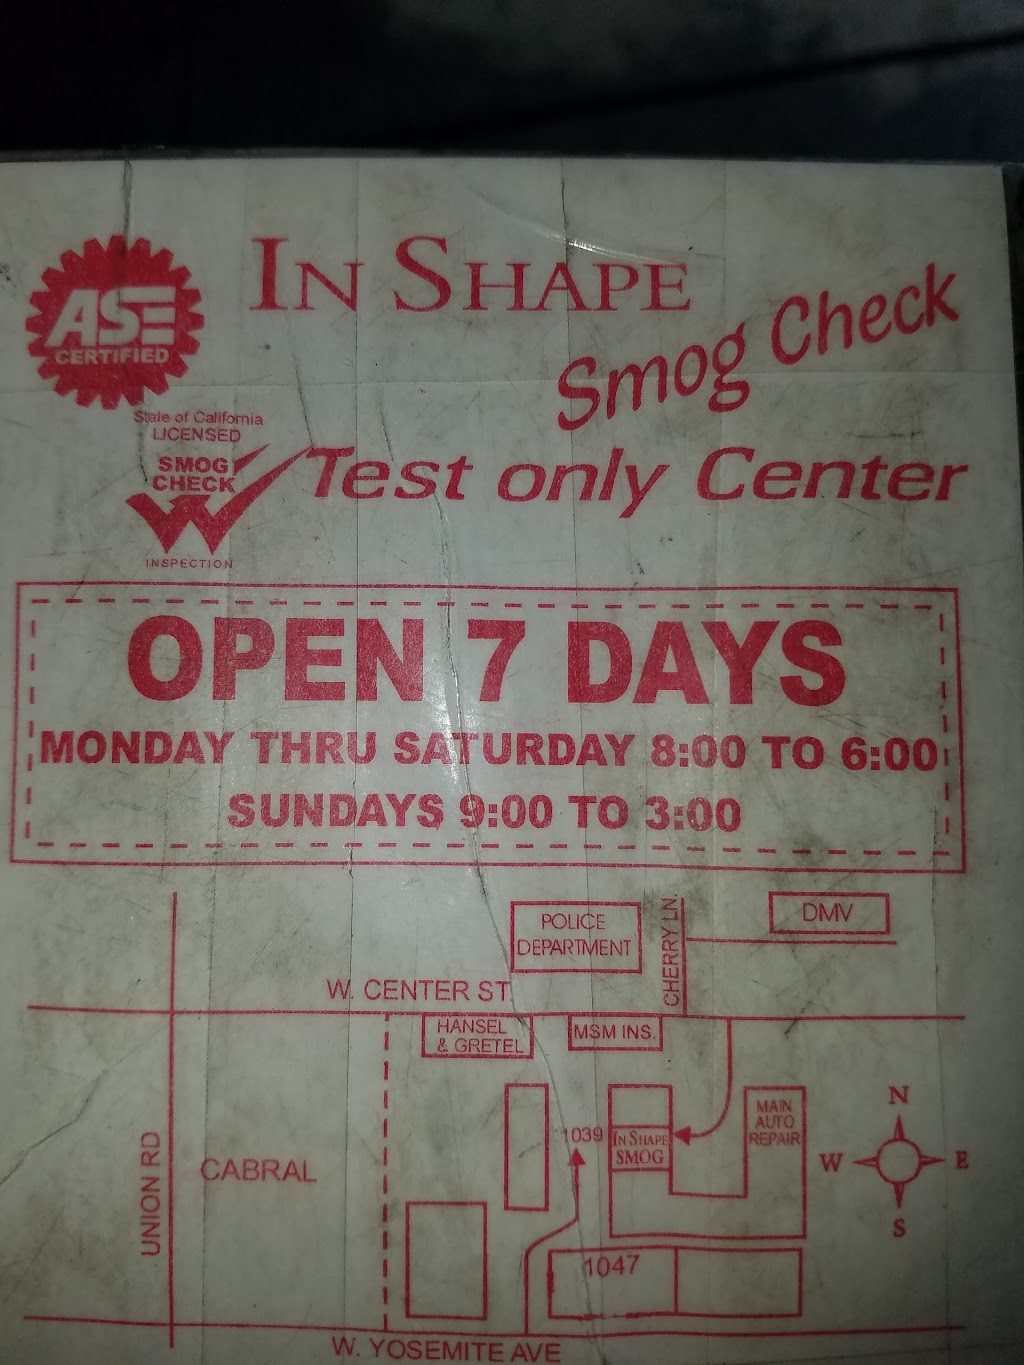 ASE
CERTIFIED
IN SHAPE
Smog Check
State of California
LICENSED
SMOG
CHECK
INSPECTION
Test only Center
OPEN 7 DAYS
MONDAY THRU SATURDAY 8:00 TO 6:00
SUNDAYS 9:00 TO 3:00
POLICE
DEPARTMENT
CHERRY LN.
DMV
W. CENTER ST
HANSEL
& GRETEL
MSM INS.
UNION RD
CABRAL
1039
IN SHAPE
SMOG
MAIN
AUTO
REPAIR
N
W
E
S
1047
W. YOSEMITE AVE